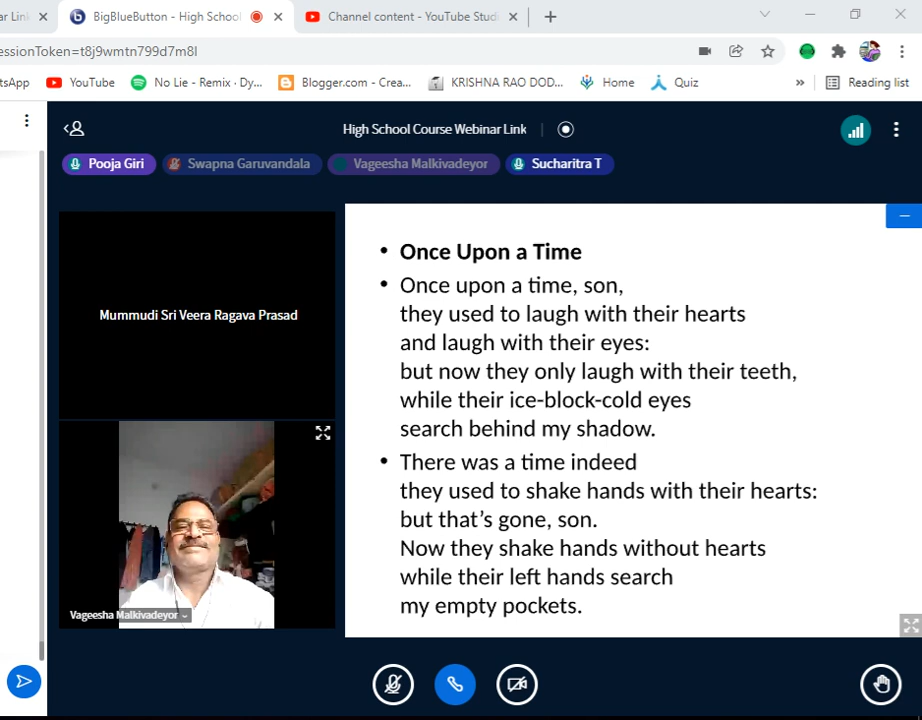 ar Lin
BigBlueButton - High School
Channel content - YouTube Studi
essionToken=t8j9wmtn799d7m8l
tsApp
YouTube
No Lie - Remix · Dy...
Blogger.com - Crea...
KRISHNA RAO DOD...
Home
Quiz
»
Reading list
High School Course Webinar Link
Pooja Giri
Swapna Garuvandala
Vageesha Malkivadeyor
Sucharitra T
Mummudi Sri Veera Ragava Prasad
Vageesha Malkivadeyor
• Once Upon a Time
• Once upon a time, son,
they used to laugh with their hearts
and laugh with their eyes:
but now they only laugh with their teeth,
while their ice-block-cold eyes
search behind my shadow.
• There was a time indeed
they used to shake hands with their hearts:
but that’s gone, son.
Now they shake hands without hearts
while their left hands search
my empty pockets.